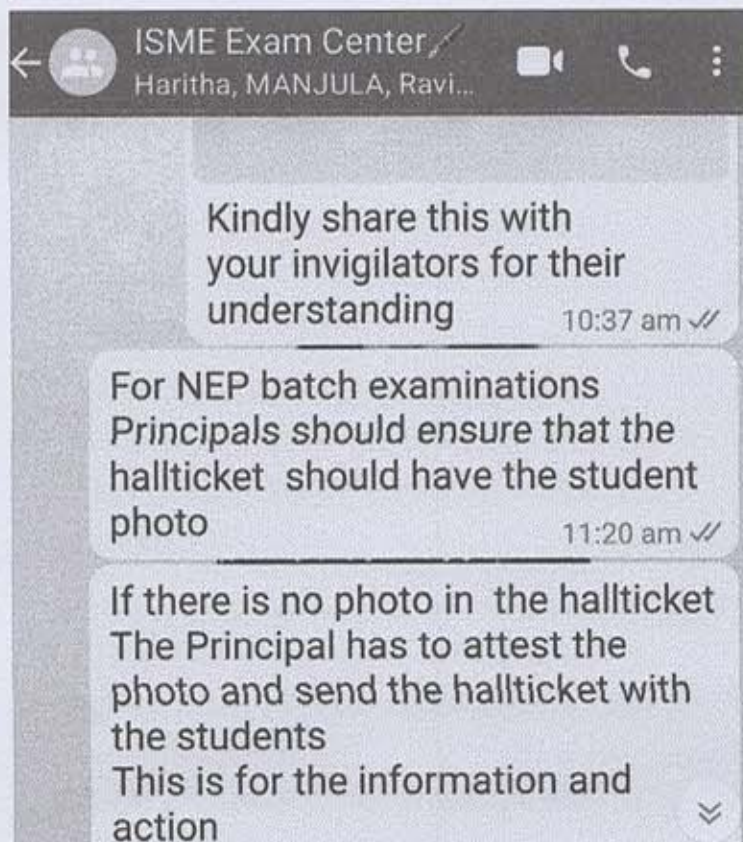 ISME Exam Center
Haritha, MANJULA, Ravi...
Kindly share this with
your invigilators for their
understanding
10:37 am
For NEP batch examinations
Principals should ensure that the
hallticket should have the student
photo
11:20 am
If there is no photo in the hallticket
The Principal has to attest the
photo and send the hallticket with
the students
This is for the information and
action